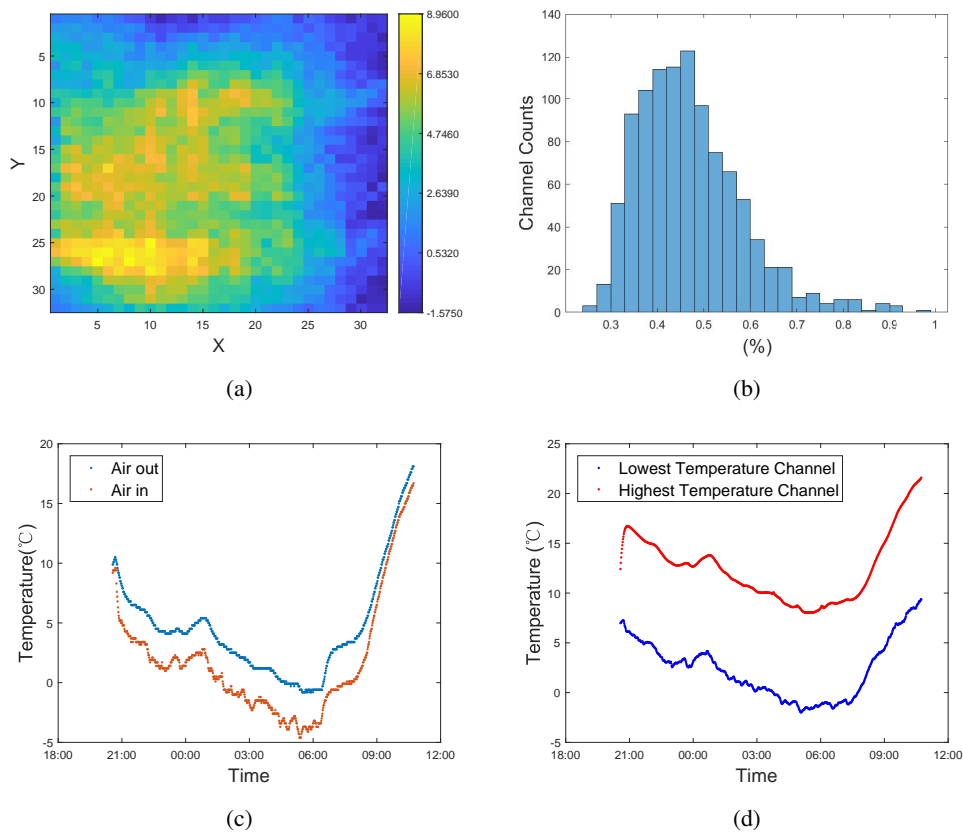 8.9600
6.8530
4.7460
2.6390
0.5320
-1.5750
5
10
15
20
25
30
Y
5 10 15 20 25 30
X
(a)
140
120
100
80
60
40
20
0
Channel Counts
0.3 0.4 0.5 0.6 0.7 0.8 0.9 1
(%)
(b)
20
15
10
5
0
-5
Temperature(℃)
Air out
Air in
18:00 21:00 00:00 03:00 06:00 09:00 12:00
Time
(c)
25
20
15
10
5
0
-5
Temperature (℃)
Lowest Temperature Channel
Highest Temperature Channel
18:00 21:00 00:00 03:00 06:00 09:00 12:00
Time
(d)